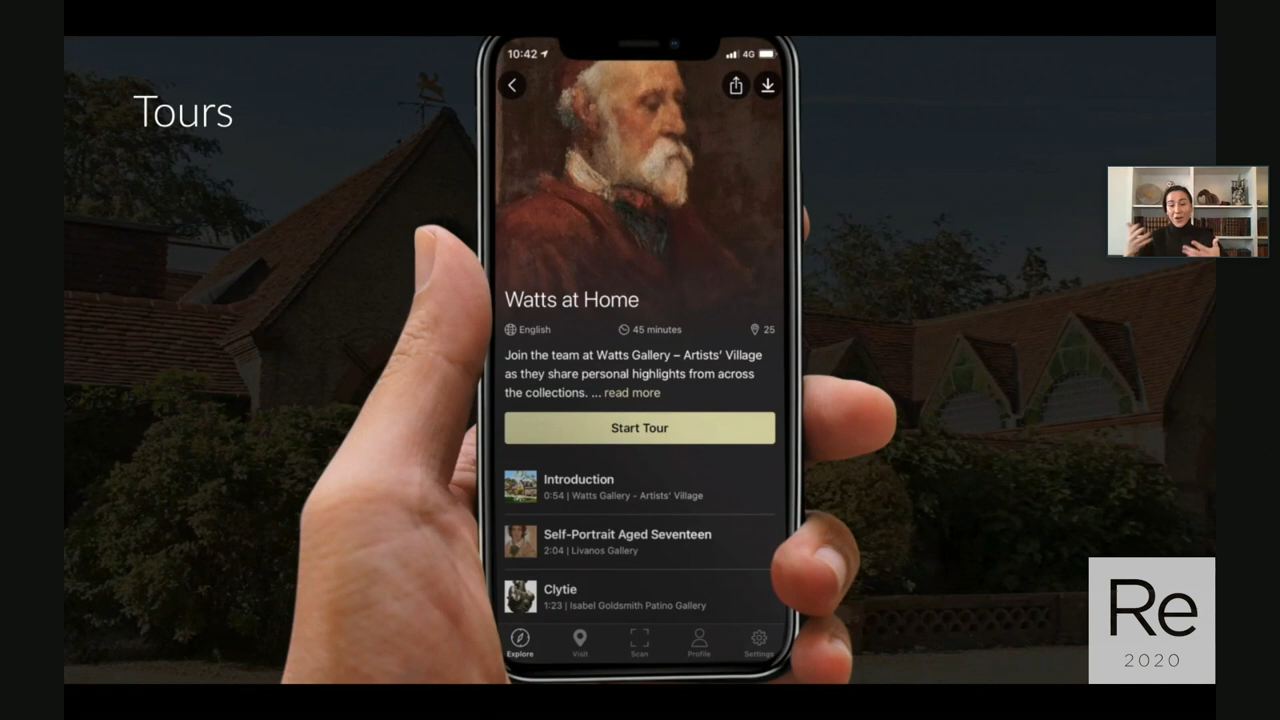 Tours
10:42
4G
Watts at Home
English
45 minutes
25
Join the team at Watts Gallery – Artists' Village
as they share personal highlights from across
the collections. ... read more
Start Tour
Introduction
0:54 | Watts Gallery - Artists' Village
Self-Portrait Aged Seventeen
2:04 | Livanos Gallery
Clytie
1:23 | Isabel Goldsmith Patino Gallery
Explore
Visit
Scan
Profile
Settings
Re
2020